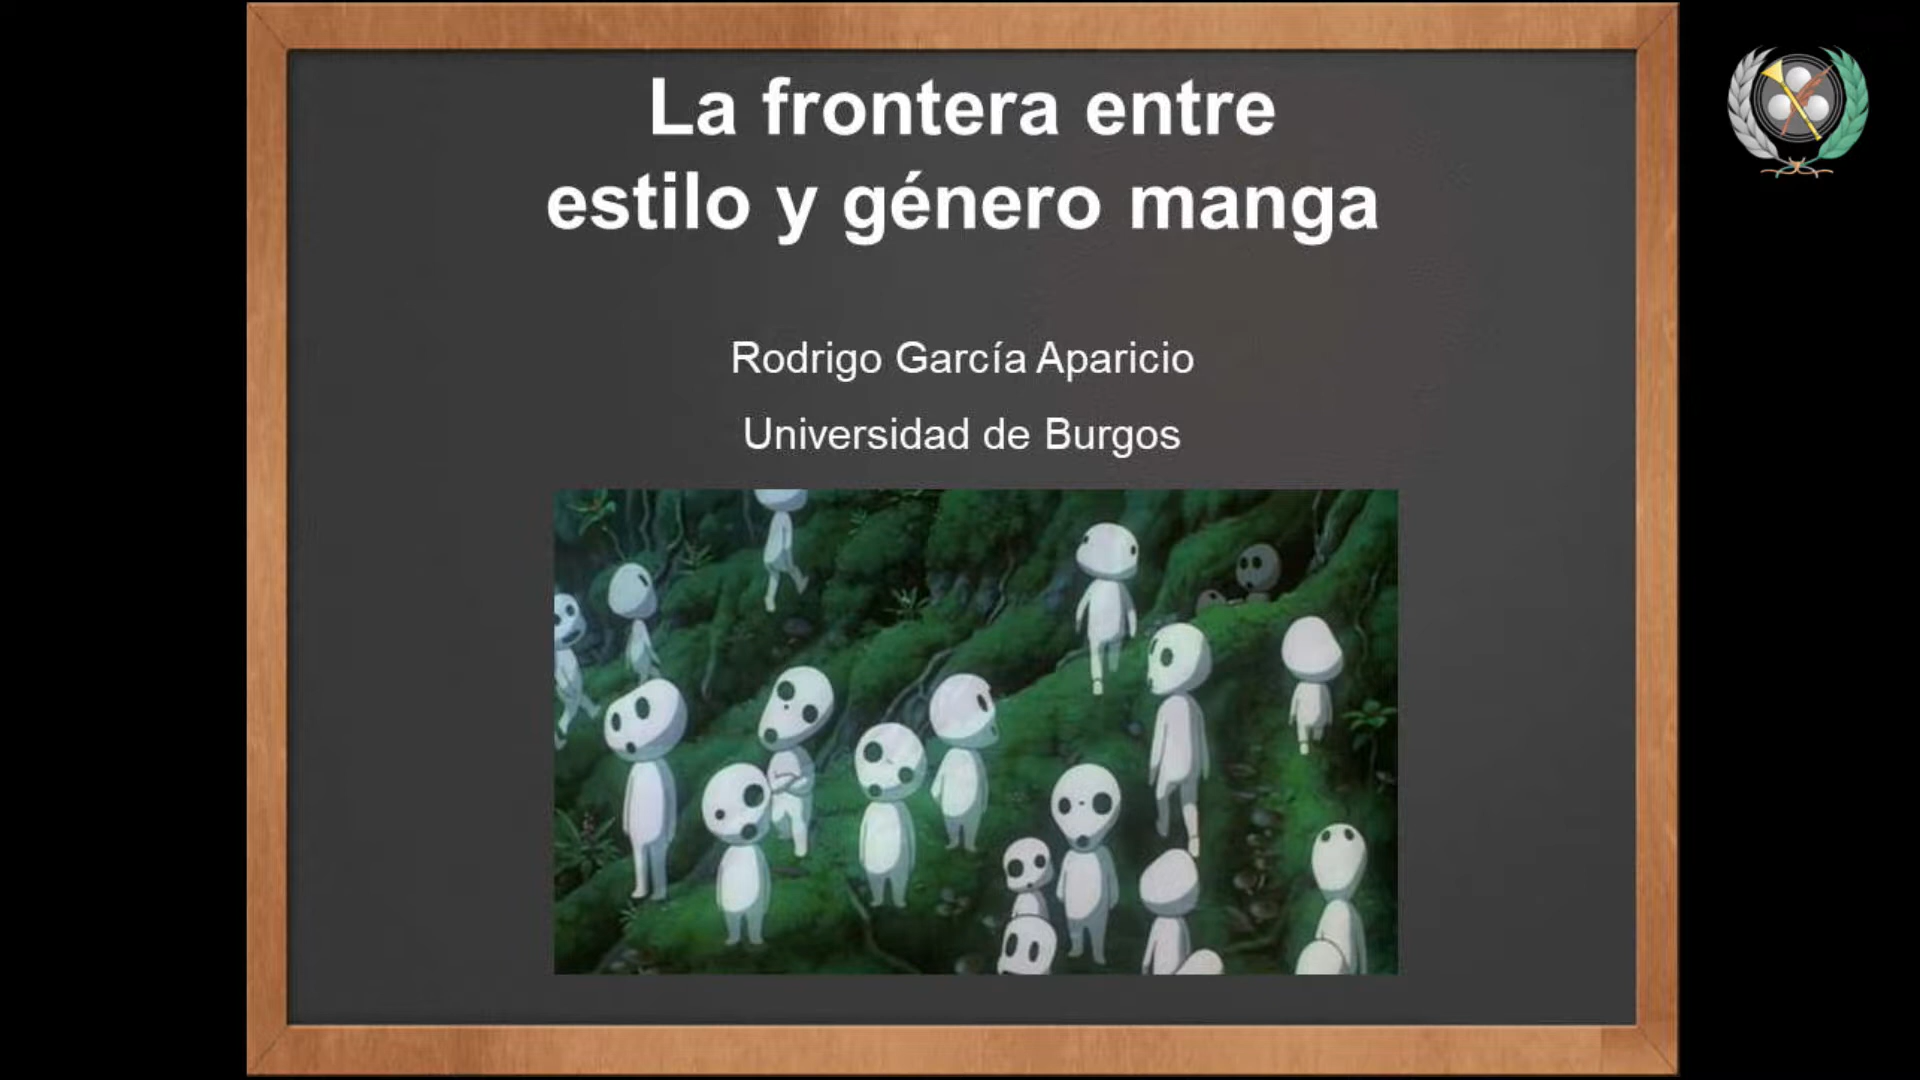 La frontera entre
estilo y género manga
Rodrigo García Aparicio
Universidad de Burgos